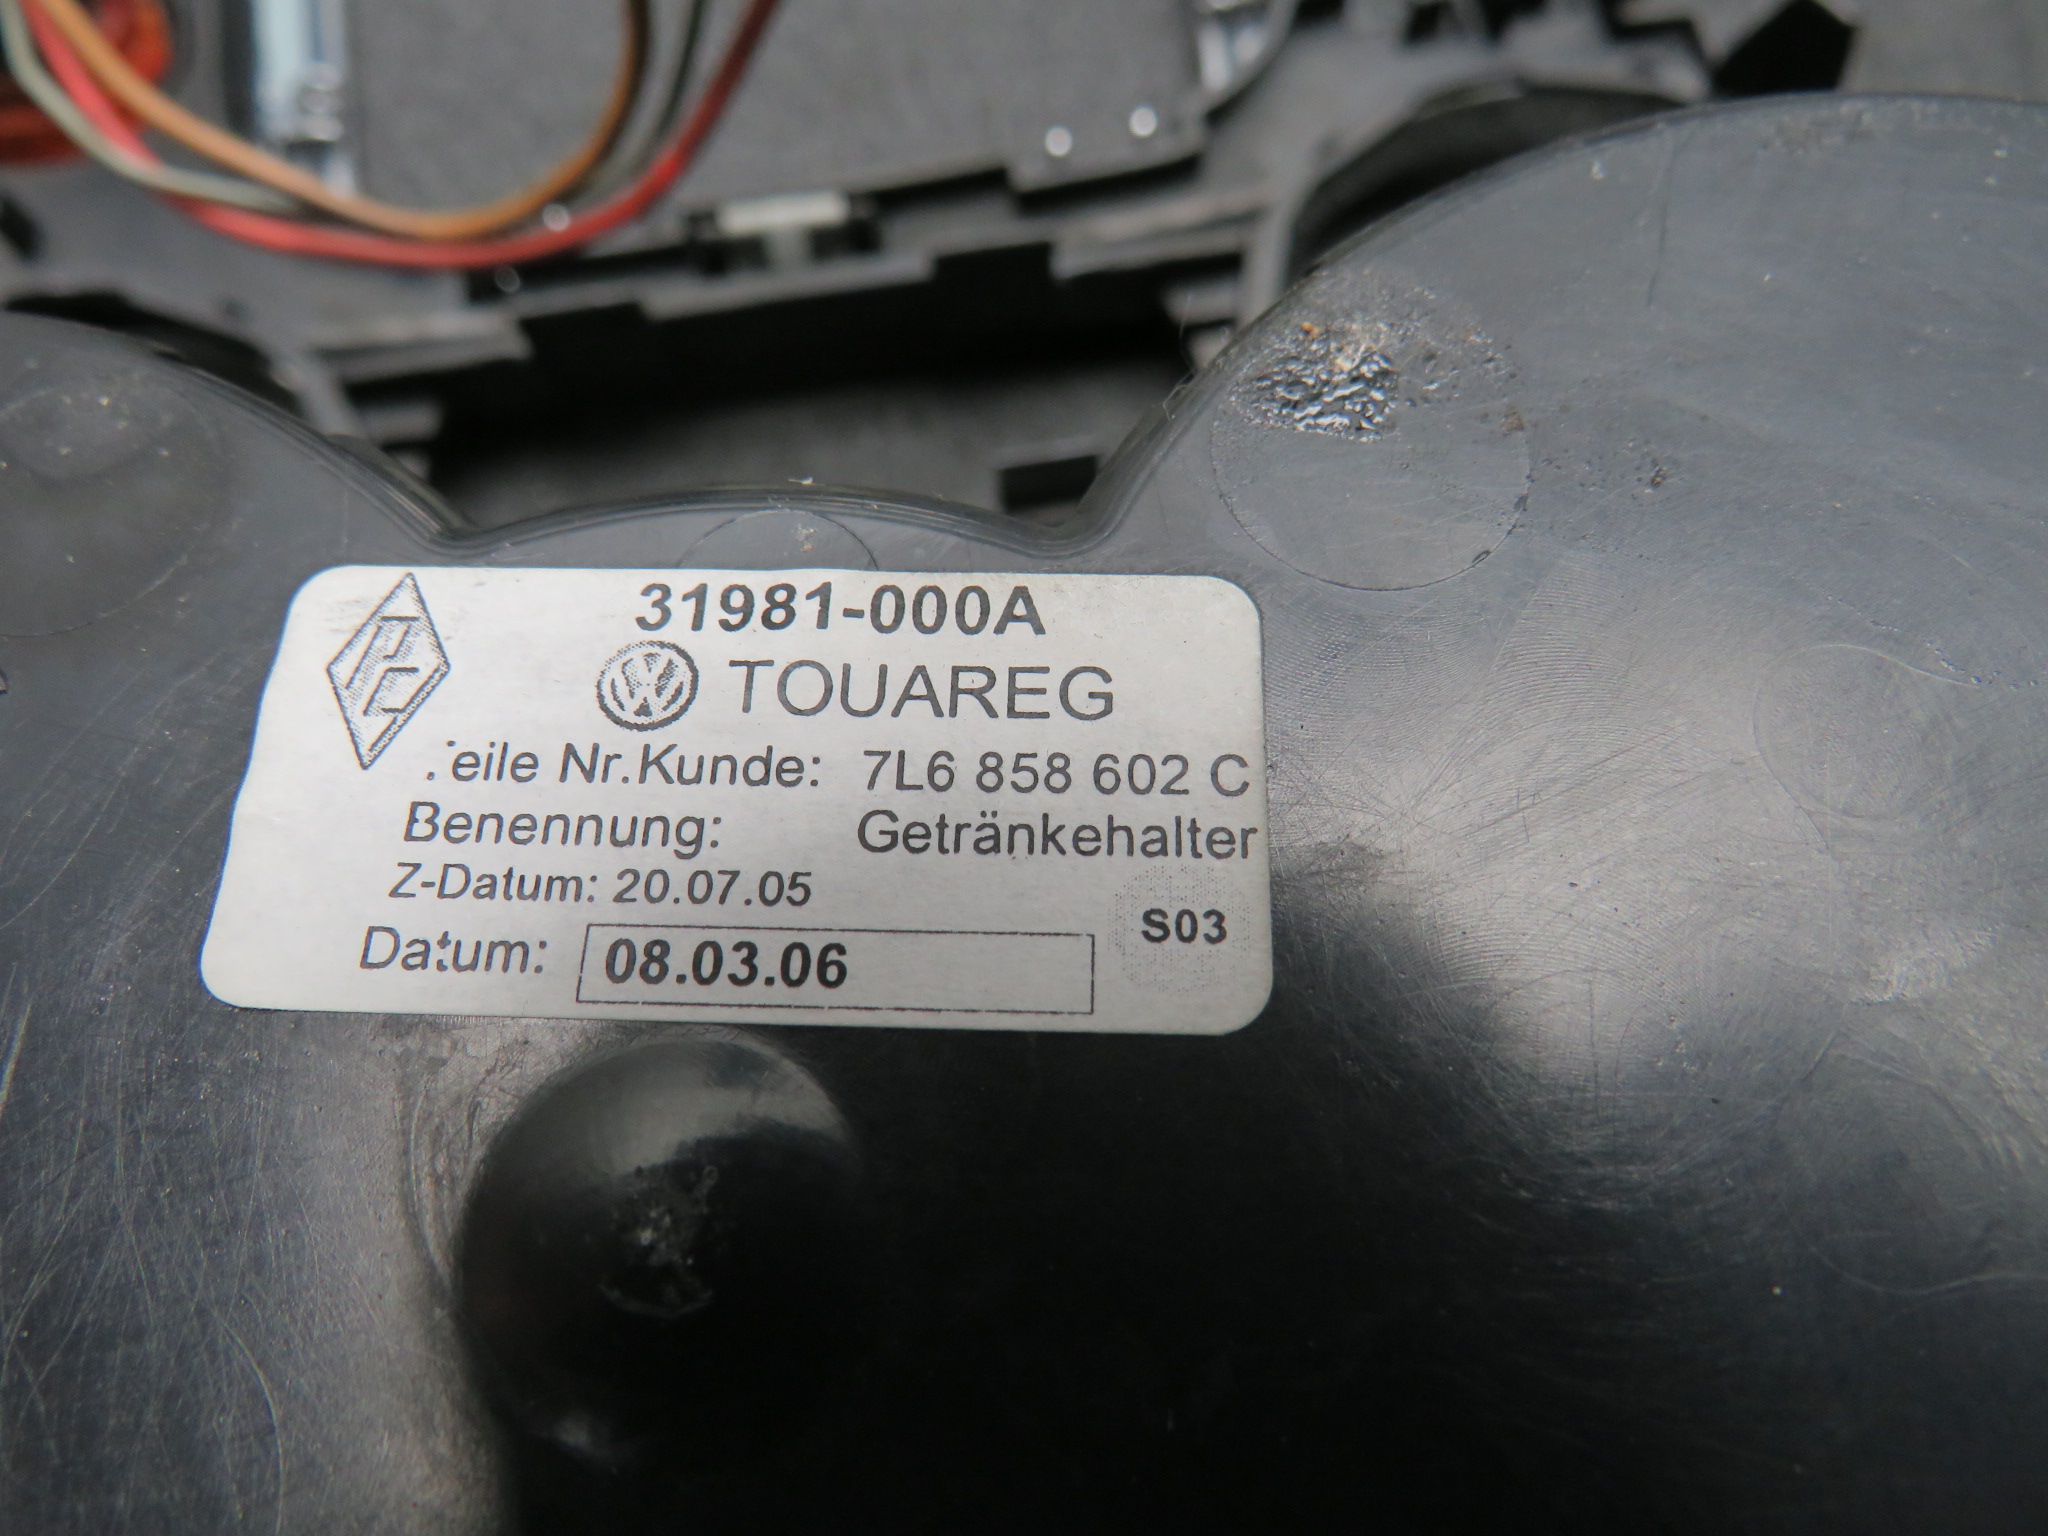 31981-000A
TOUAREG
Teile Nr.Kunde: 7L6 858 602 C
Benennung: Getränkehalter
Z-Datum: 20.07.05
Datum: 08.03.06
S03